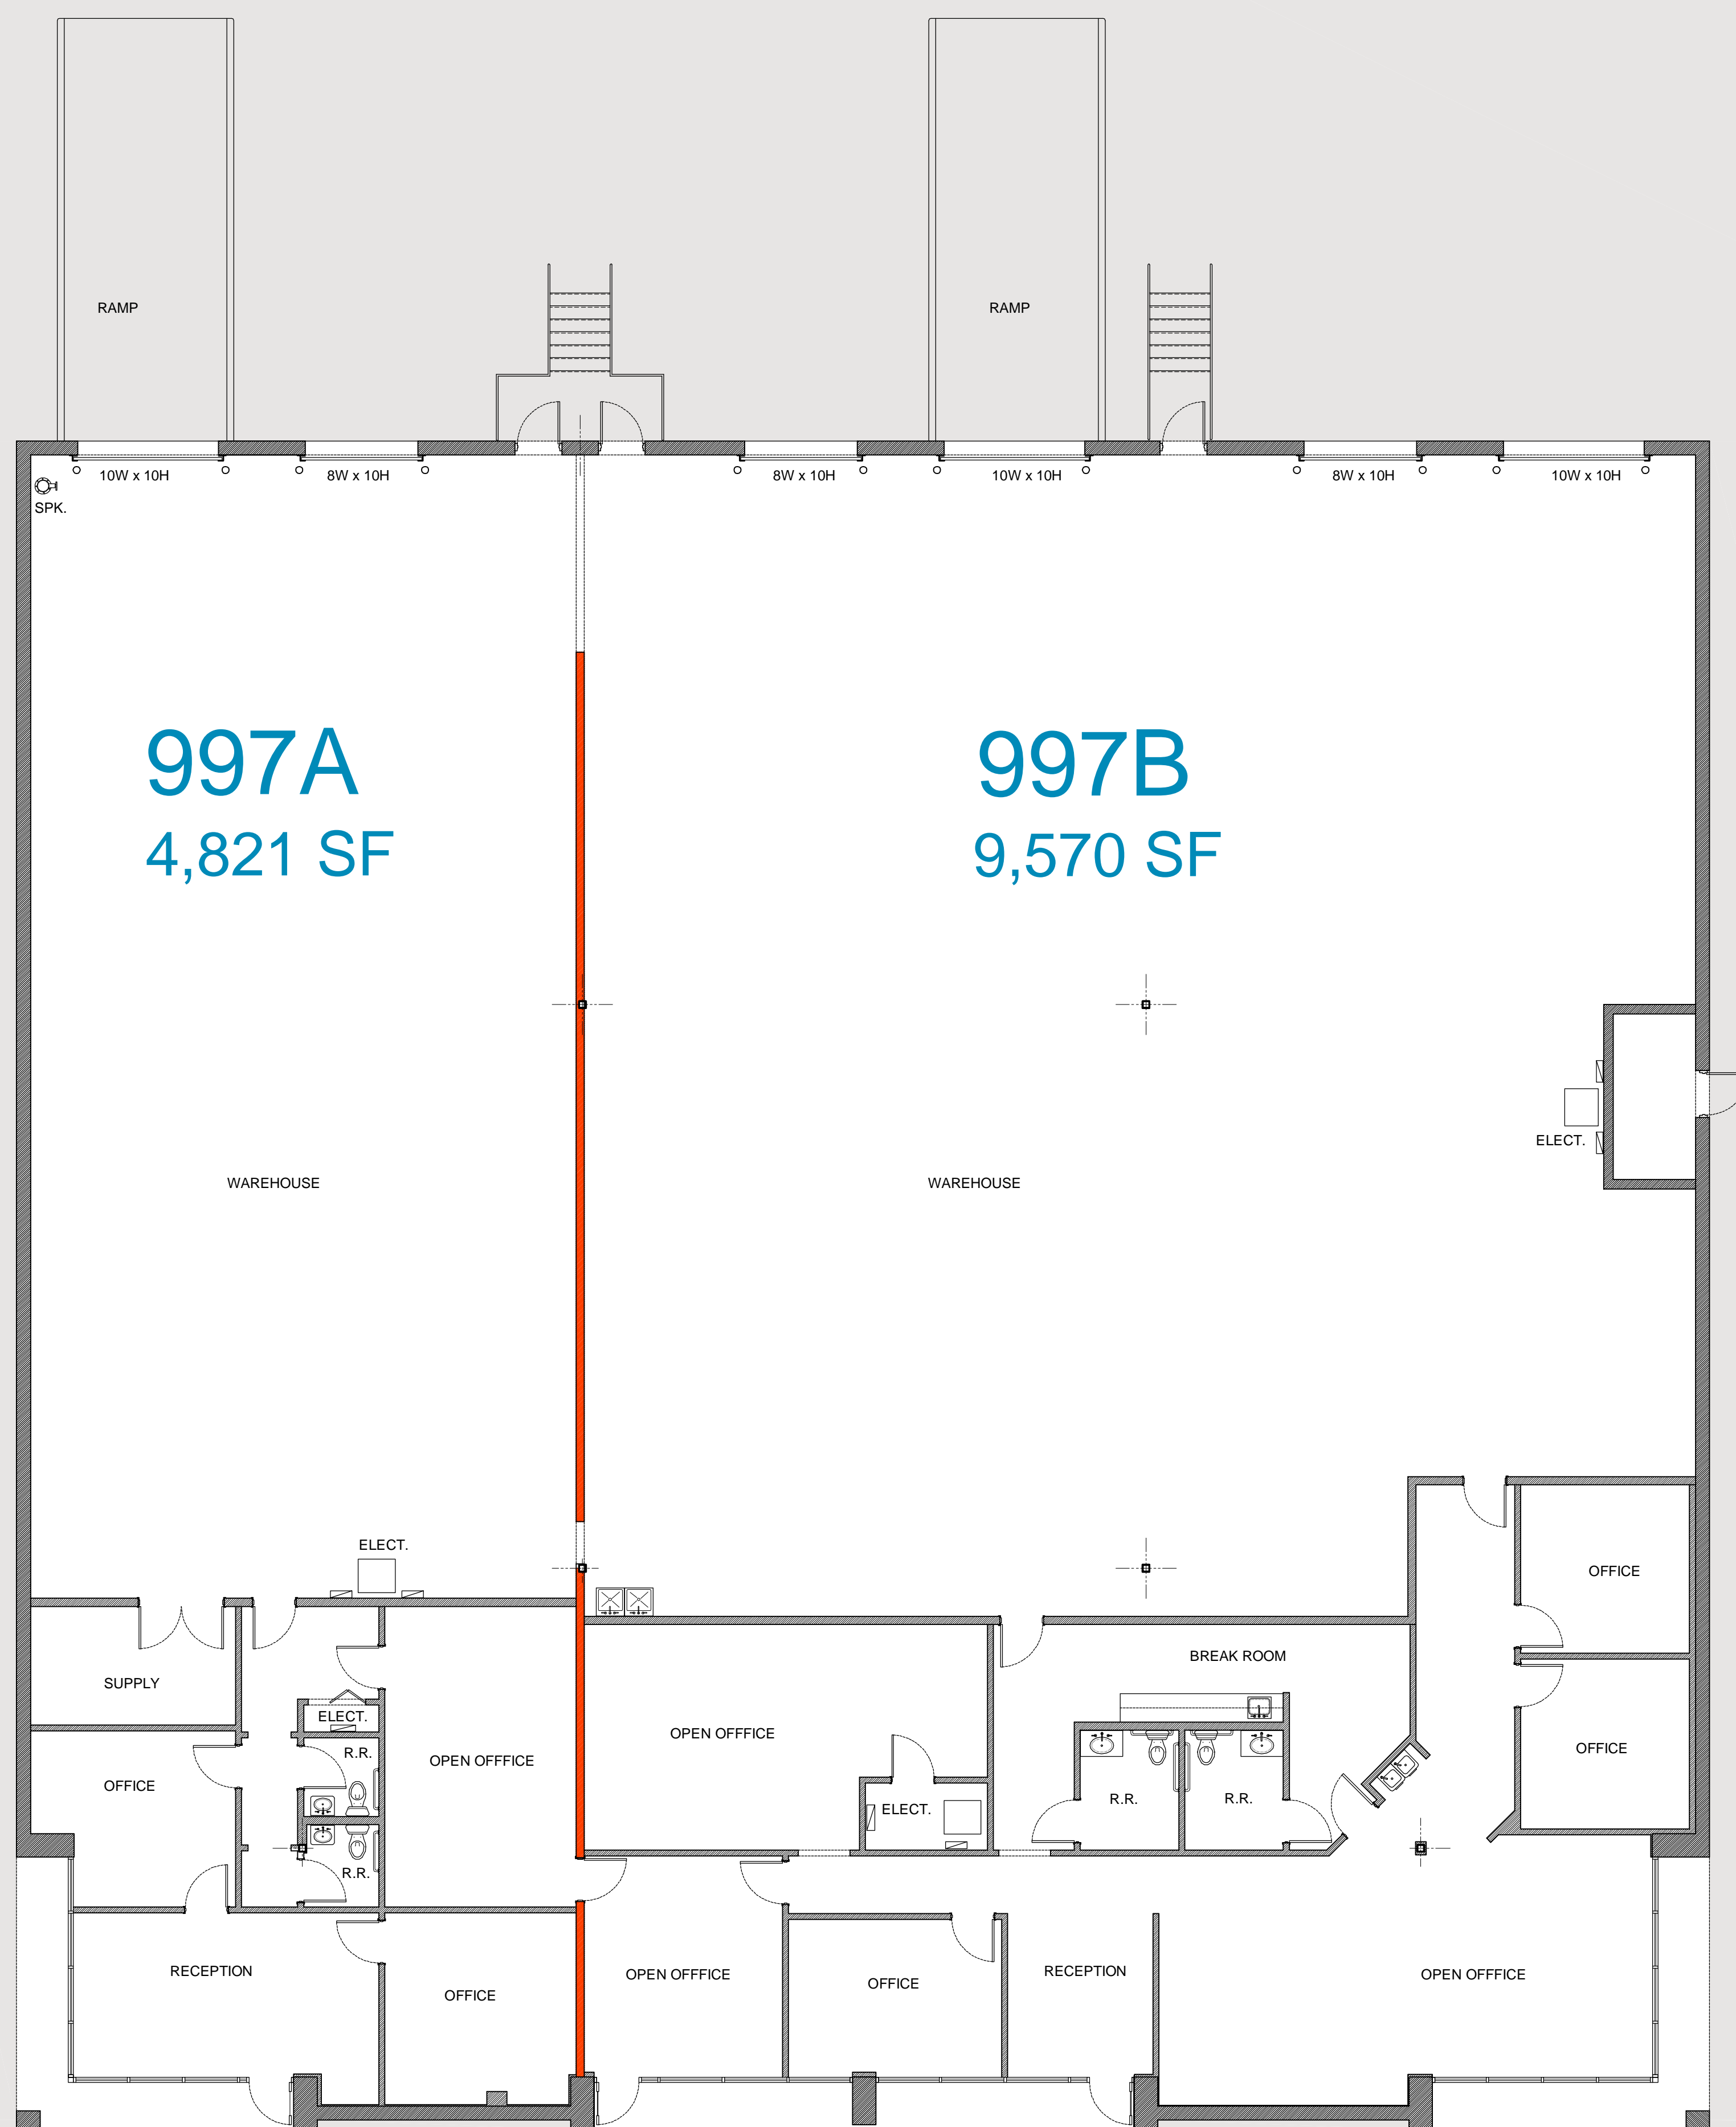 RAMP
RAMP
10W x 10H
8W x 10H
8W x 10H
10W x 10H
8W x 10H
10W x 10H
SPK.
997A
4,821 SF
997B
9,570 SF
ELECT.
WAREHOUSE
WAREHOUSE
ELECT.
OFFICE
BREAK ROOM
SUPPLY
ELECT.
OPEN OFFFICE
OFFICE
R.R.
OPEN OFFFICE
OFFICE
R.R.
R.R.
ELECT.
R.R.
RECEPTION
OPEN OFFFICE
RECEPTION
OPEN OFFFICE
OFFICE
OFFICE